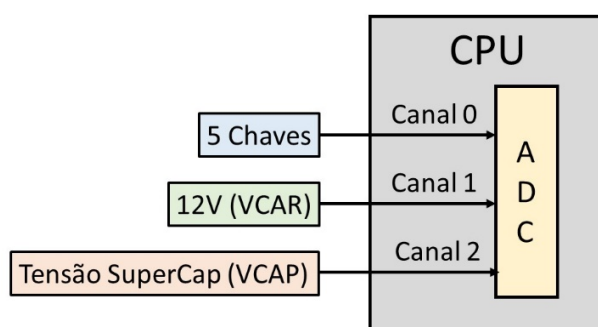 CPU
5 Chaves
Canal 0
12V (VCAR)
Canal 1
Tensão SuperCap (VCAP)
Canal 2
A
D
C